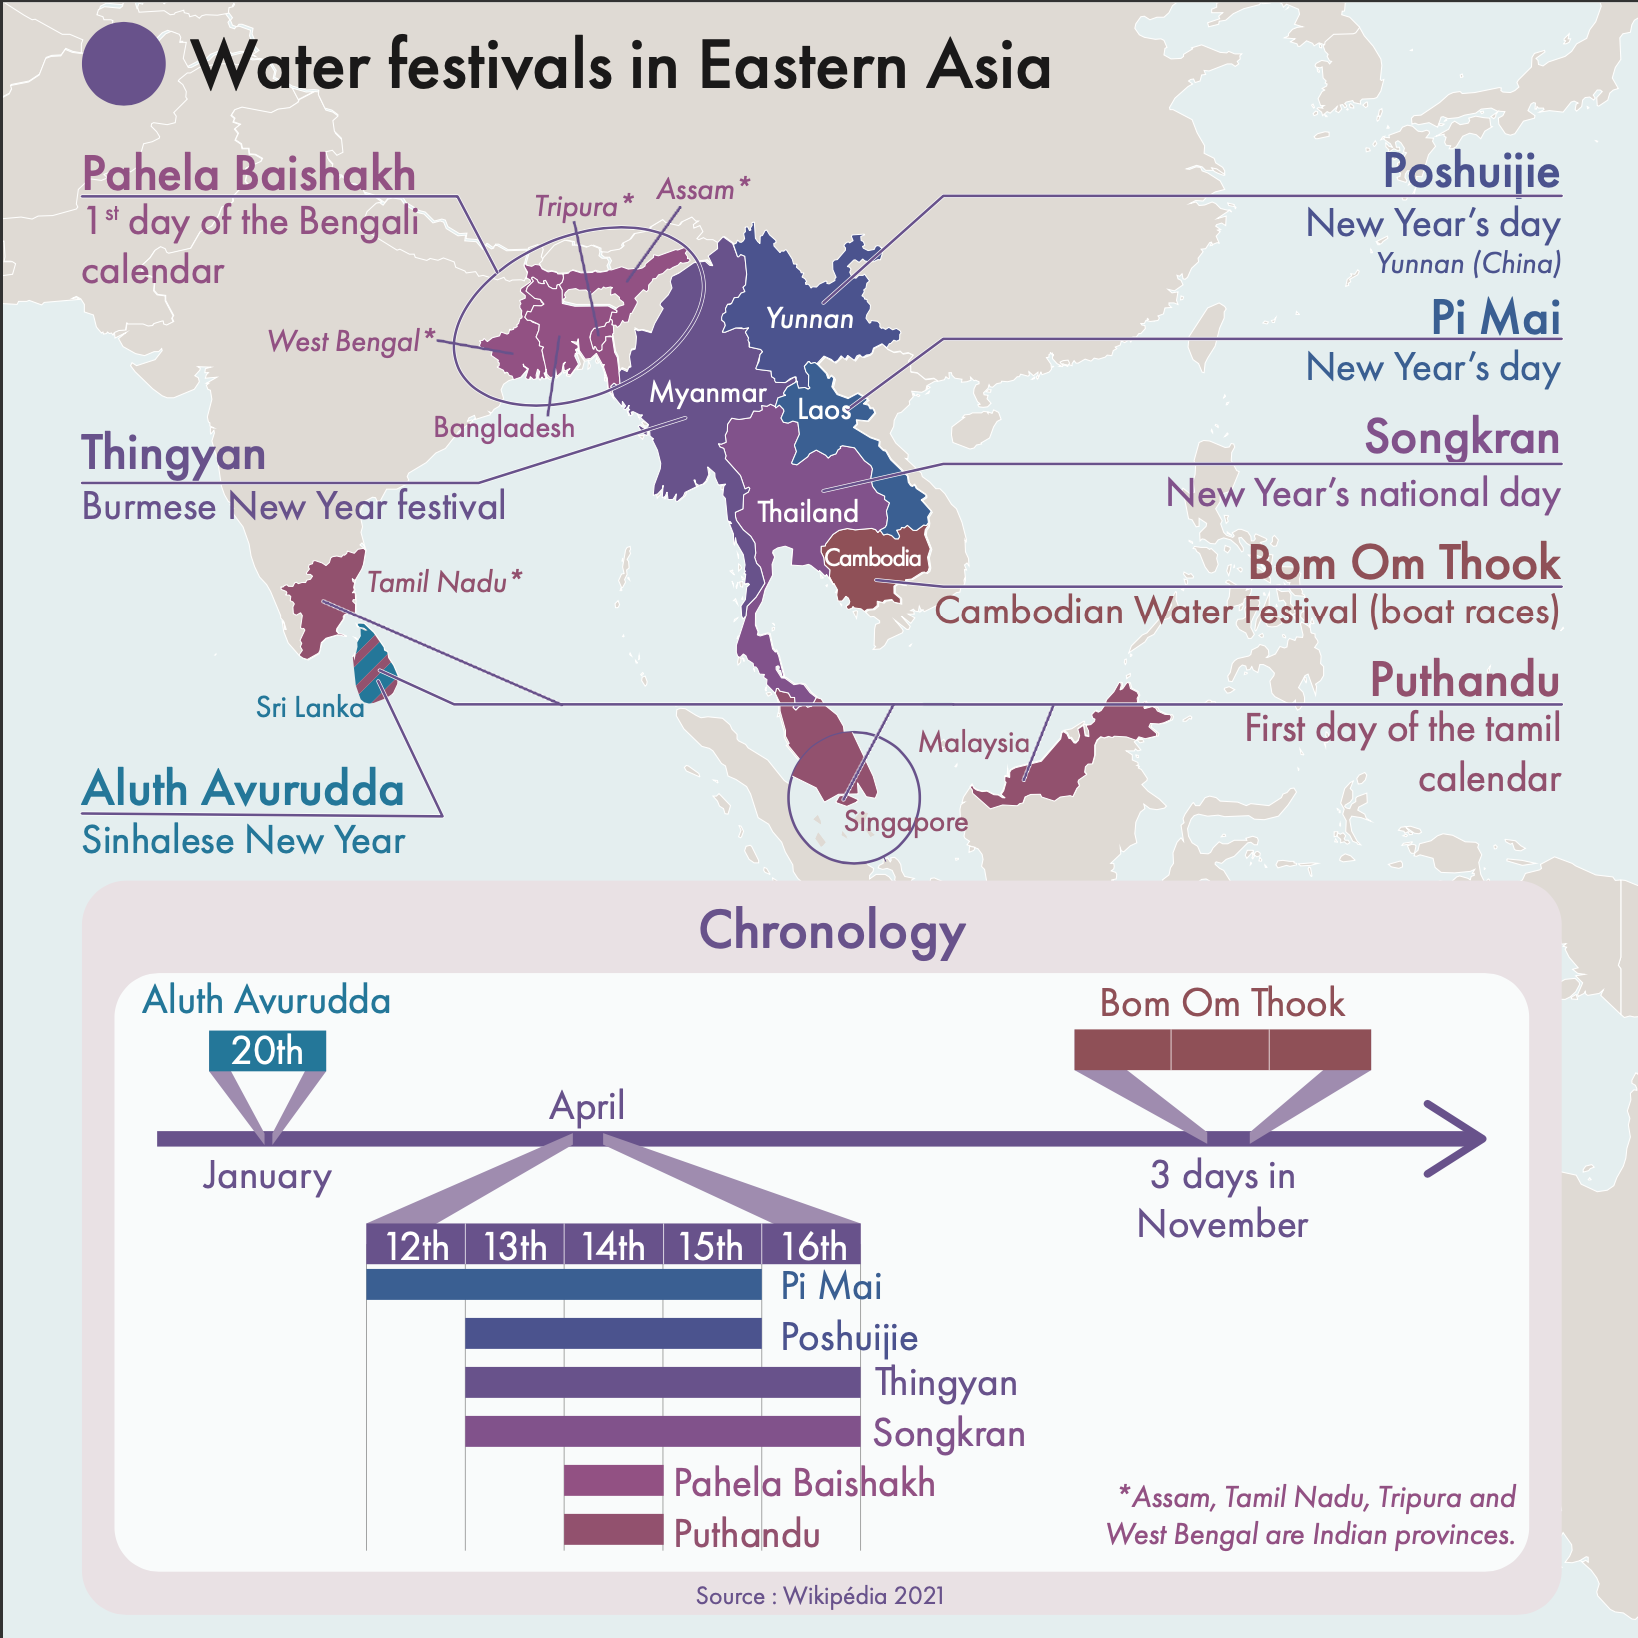 Water festivals in Eastern Asia
Pahela Baishakh
1st day of the Bengali
calendar
Tripura*
Assam*
West Bengal*
Bangladesh
Thingyan
Burmese New Year festival
Tamil Nadu*
Sri Lanka
Aluth Avurudda
Sinhalese New Year
Yunnan
Myanmar
Laos
Thailand
Cambodia
Malaysia
Singapore
Poshuijie
New Year’s day
Yunnan (China)
Pi Mai
New Year’s day
Songkran
New Year’s national day
Bom Om Thook
Cambodian Water Festival (boat races)
Puthandu
First day of the tamil
calendar
Chronology
Aluth Avurudda
20th
January
April
Bom Om Thook
3 days in
November
12th 13th 14th 15th 16th
Pi Mai
Poshuijie
Thingyan
Songkran
Pahela Baishakh
Puthandu
*Assam, Tamil Nadu, Tripura and
West Bengal are Indian provinces.
Source : Wikipédia 2021